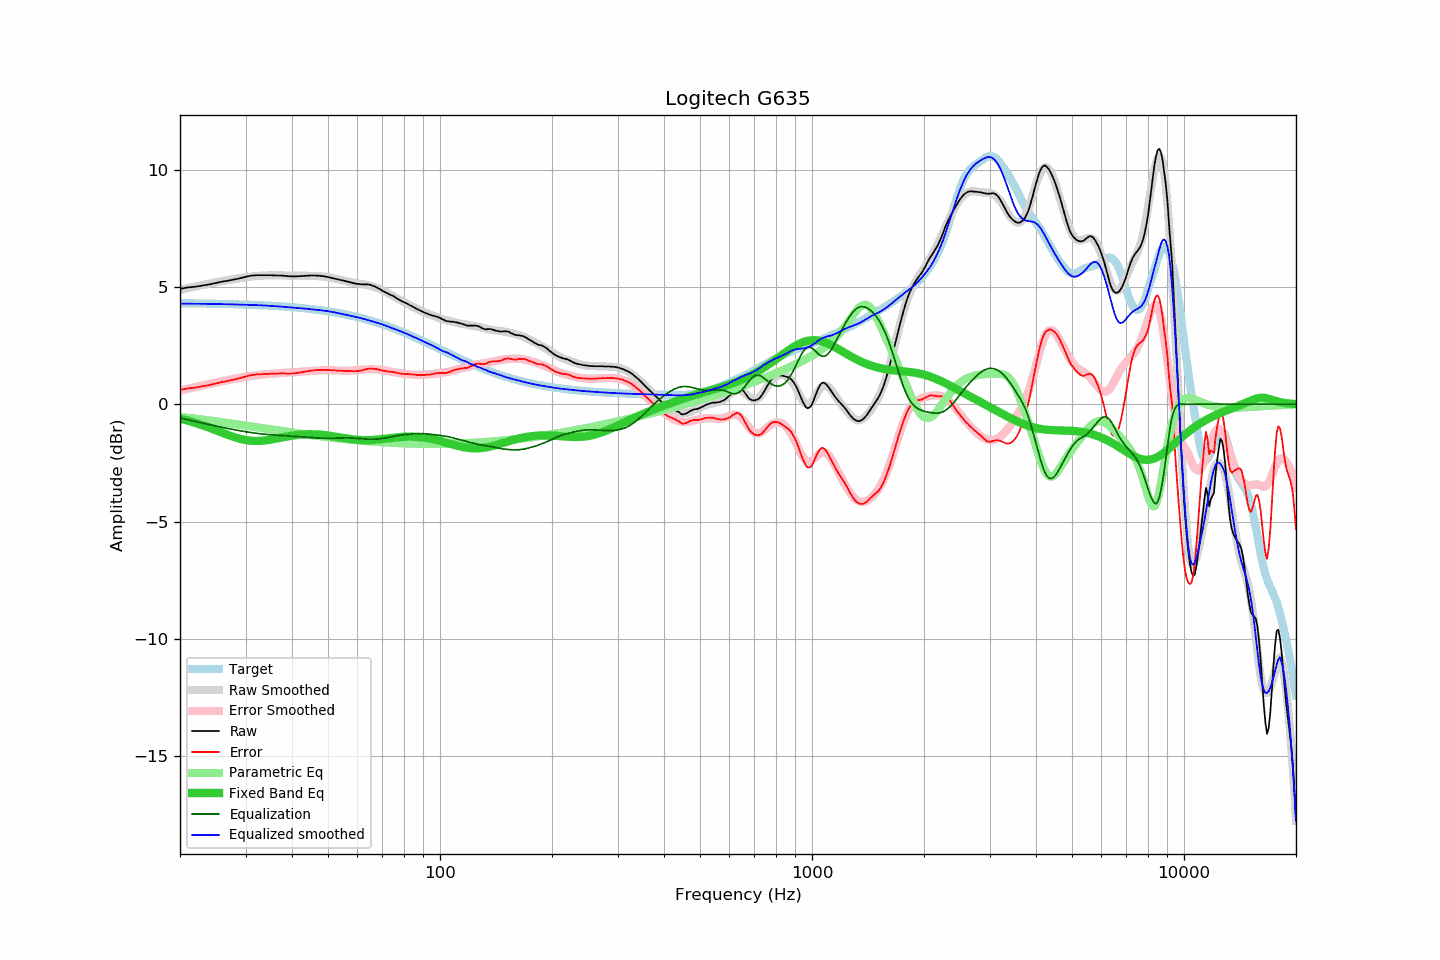 Logitech G635
10
5
0
−5
−10
−15
Amplitude (dBr)
Target
Raw Smoothed
Error Smoothed
Raw
Error
Parametric Eq
Fixed Band Eq
Equalization
Equalized smoothed
100
1000
10000
Frequency (Hz)